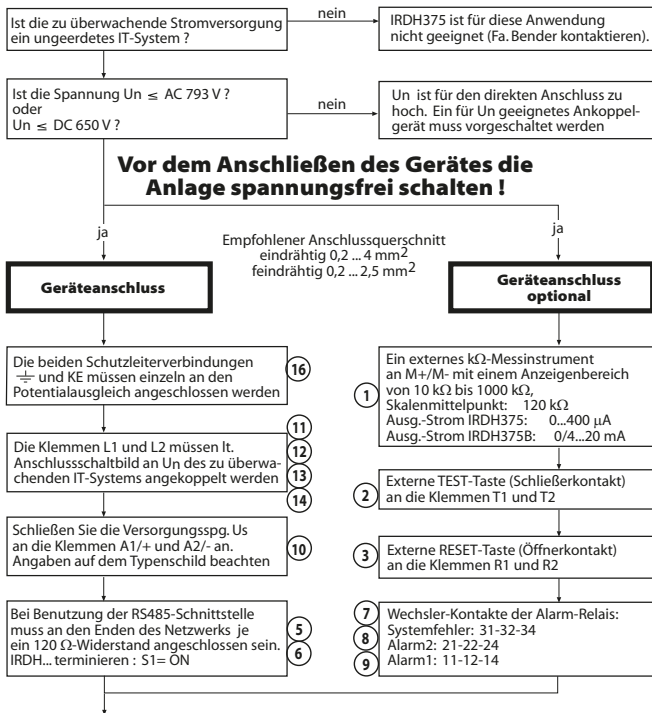 Ist die zu überwachende Stromversorgung
ein ungeerdetes IT-System ?
nein
IRDH375 ist für diese Anwendung
nicht geeignet (Fa. Bender kontaktieren).
Ist die Spannung Un ≤ AC 793 V ?
oder
Un ≤ DC 650 V ?
nein
Un ist für den direkten Anschluss zu
hoch. Ein für Un geeignetes Ankoppel-
gerät muss vorgeschaltet werden
Vor dem Anschließen des Gerätes die
Anlage spannungsfrei schalten !
ja
Empfohlener Anschlussquerschnitt
eindrähtig 0,2 ... 4 mm2
feindrähtig 0,2 ... 2,5 mm2
ja
Geräteanschluss
Geräteanschluss
optional
Die beiden Schutzleiterverbindungen
⏚ und KE müssen einzeln an den
Potentialausgleich angeschlossen werden
16
Die Klemmen L1 und L2 müssen lt.
Anschlussschaltbild an Un des zu überwa-
chenden IT-Systems angekoppelt werden
11
12
13
14
Schließen Sie die Versorgungsspg. Us
an die Klemmen A1/+ und A2/- an.
Angaben auf dem Typenschild beachten
10
Bei Benutzung der RS485-Schnittstelle
muss an den Enden des Netzwerks je
ein 120 Ω-Widerstand angeschlossen sein.
IRDH... terminieren : S1= ON
5
6
1
Ein externes kΩ-Messinstrument
an M+/M- mit einem Anzeigenbereich
von 10 kΩ bis 1000 kΩ,
Skalenmittelpunkt: 120 kΩ
Ausg.-Strom IRDH375: 0...400 µA
Ausg.-Strom IRDH375B: 0/4...20 mA
2
Externe TEST-Taste (Schließerkontakt)
an die Klemmen T1 und T2
3
Externe RESET-Taste (Öffnerkontakt)
an die Klemmen R1 und R2
7
8
9
Wechsler-Kontakte der Alarm-Relais:
Systemfehler: 31-32-34
Alarm2: 21-22-24
Alarm1: 11-12-14